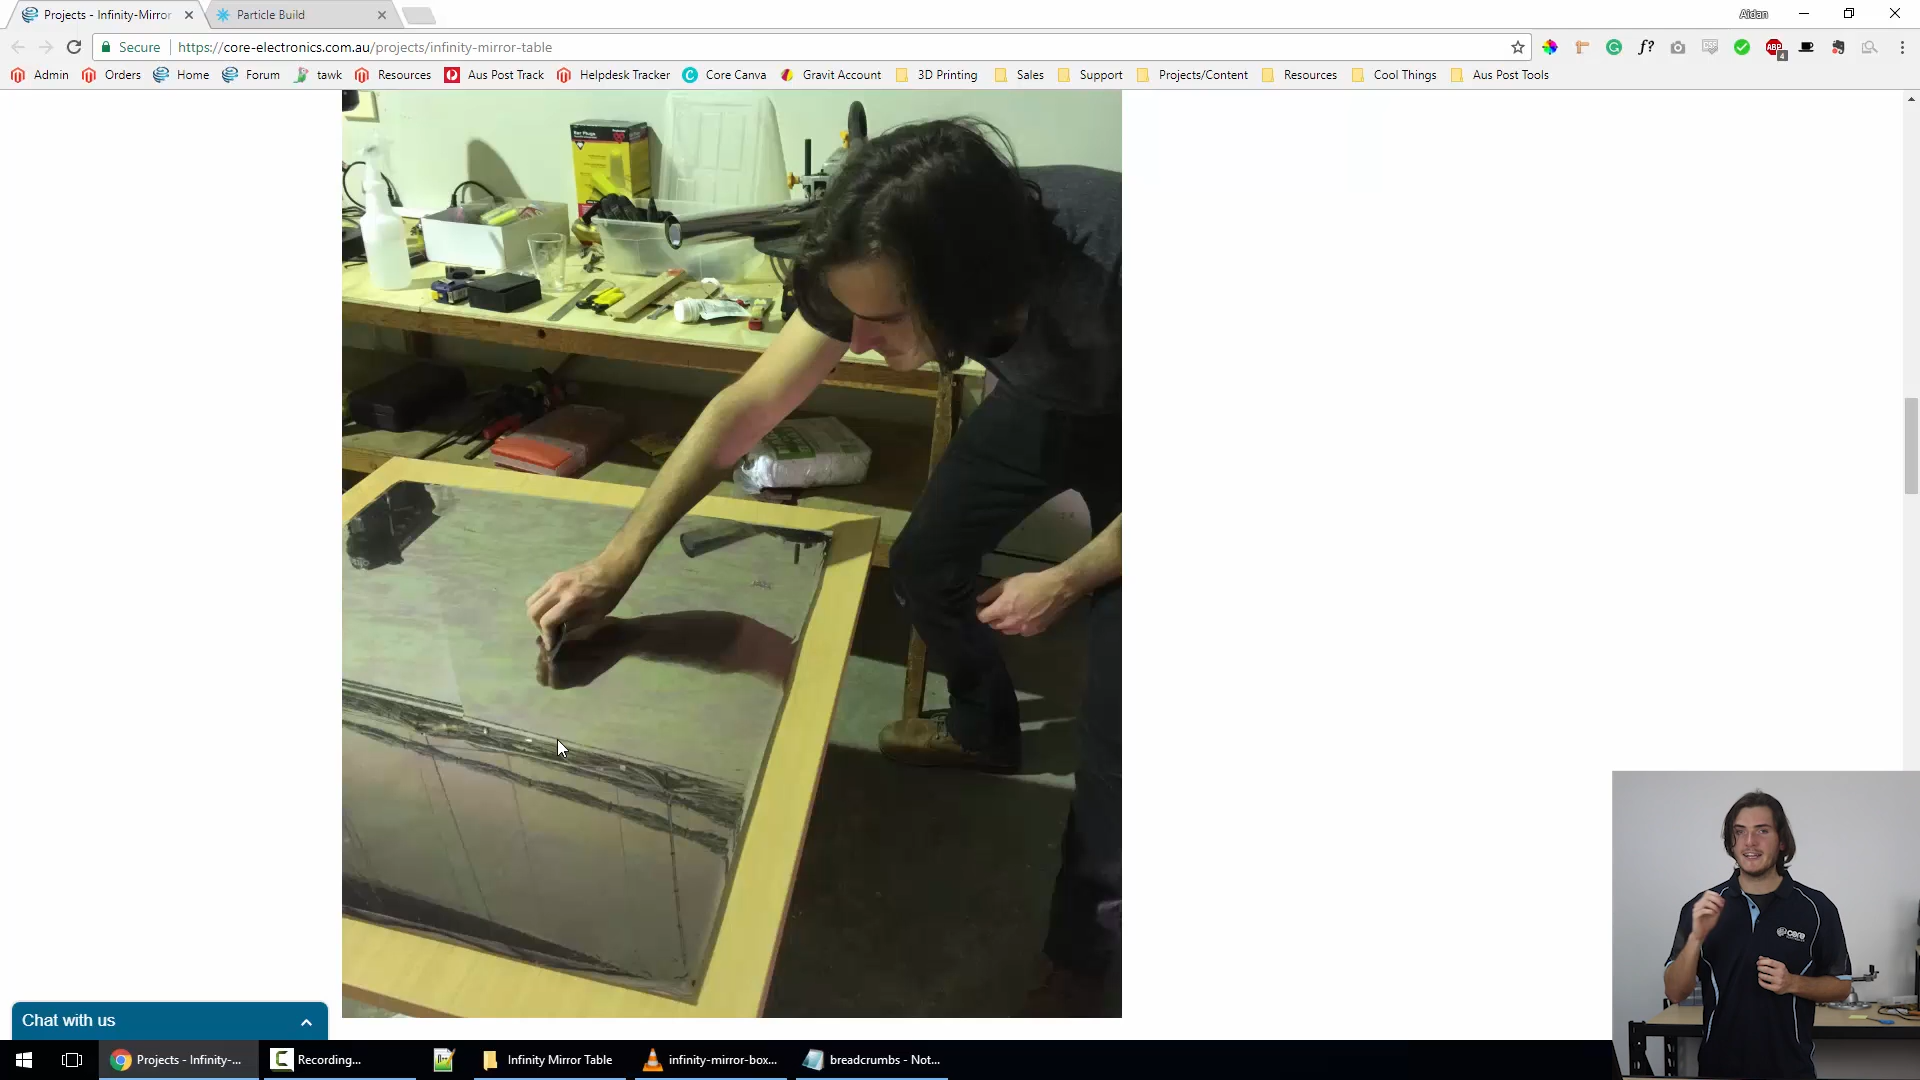 Projects - Infinity-Mirror
Particle Build
Aidan
Secure
https://core-electronics.com.au/projects/infinity-mirror-table
f?
ABP
4
Admin
Orders
Home
Forum
tawk
Resources
Aus Post Track
Helpdesk Tracker
Core Canva
Gravit Account
3D Printing
Sales
Support
Projects/Content
Resources
Cool Things
Aus Post Tools
Chat with us
core
Projects - Infinity-...
Recording...
Infinity Mirror Table
infinity-mirror-box...
breadcrumbs - Not...